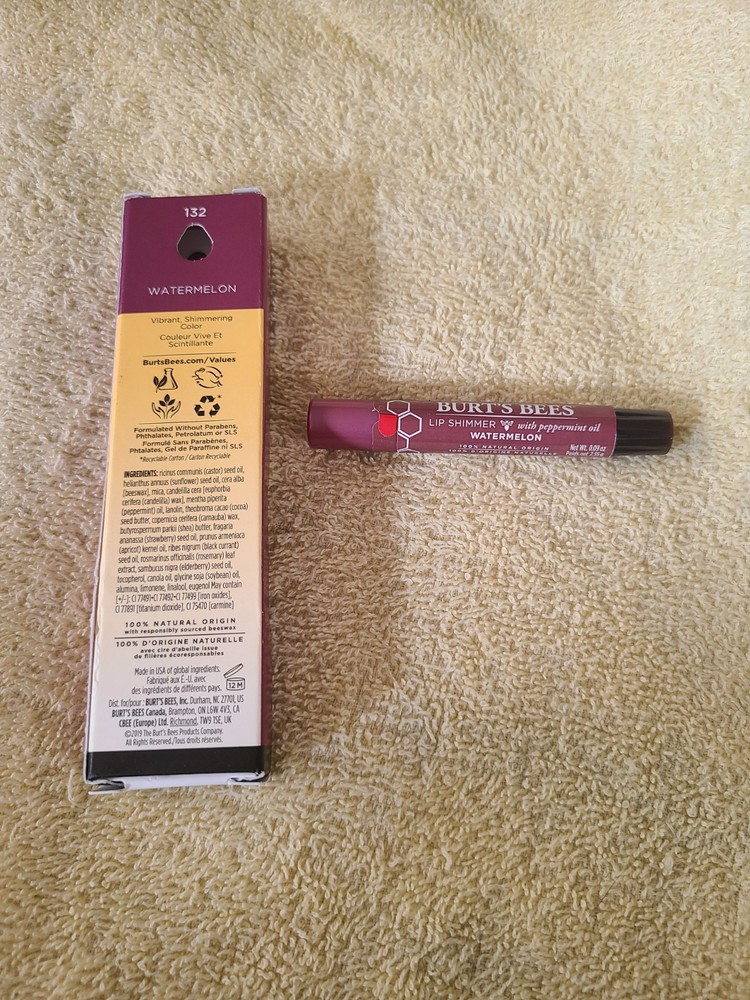 132
WATERMELON
Vibrant, Shimmering
Color
Couleur Vive Et
Scintillante
BurtsBees.com/Values
Formulated Without Parabens,
Phthalates, Petrolatum or SLS
Formulé Sans Parabènes,
Phtalates, Gel de Paraffine ni SLS
*Recyclable Carton / Carton Recyclable
INGREDIENTS: ricinus communis (castor) seed oil,
helianthus annuus (sunflower) seed oil, cera alba
[beeswax], mica, candelilla cera [euphorbia
cerifera (candelilla) wax], mentha piperita
(peppermint) oil, lanolin, theobroma cacao (cocoa)
seed butter, copernicia cerifera (carnauba) wax,
butyrospermum parkii (shea) butter, fragaria
ananassa (strawberry) seed oil, prunus armeniaca
(apricot) kernel oil, ribes nigrum (black currant)
seed oil, rosmarinus officinalis (rosemary) leaf
extract, sambucus nigra (elderberry) seed oil,
tocopherol, canola oil, glycine soja (soybean) oil,
alumina, limonene, linalool, eugenol May contain
[+/-]: CI 77491•CI 77492•CI 77499 [iron oxides],
CI 77891 [titanium dioxide], CI 75470 [carmine]
100% NATURAL ORIGIN
with responsibly sourced beeswax
100% D'ORIGINE NATURELLE
avec cire d'abeille issue
de filières écoresponsables
Made in USA of global ingredients.
Fabriqué aux É.-U. avec
des ingrédients de différents pays.
12 M
Dist. for/pour : BURT'S BEES, Inc. Durham, NC 27701, US
BURT'S BEES Canada, Brampton, ON L6W 4V3, CA
CBEE (Europe) Ltd. Richmond, TW9 1SE, UK
©2019 The Burt's Bees Products Company.
All Rights Reserved./Tous droits réservés.
BURT'S BEES
LIP SHIMMER with peppermint oil
WATERMELON
100% NATURAL ORIGIN
100% D'ORIGINE NATURELLE
Net Wt. 0.09 oz
Poids net 2.55 g